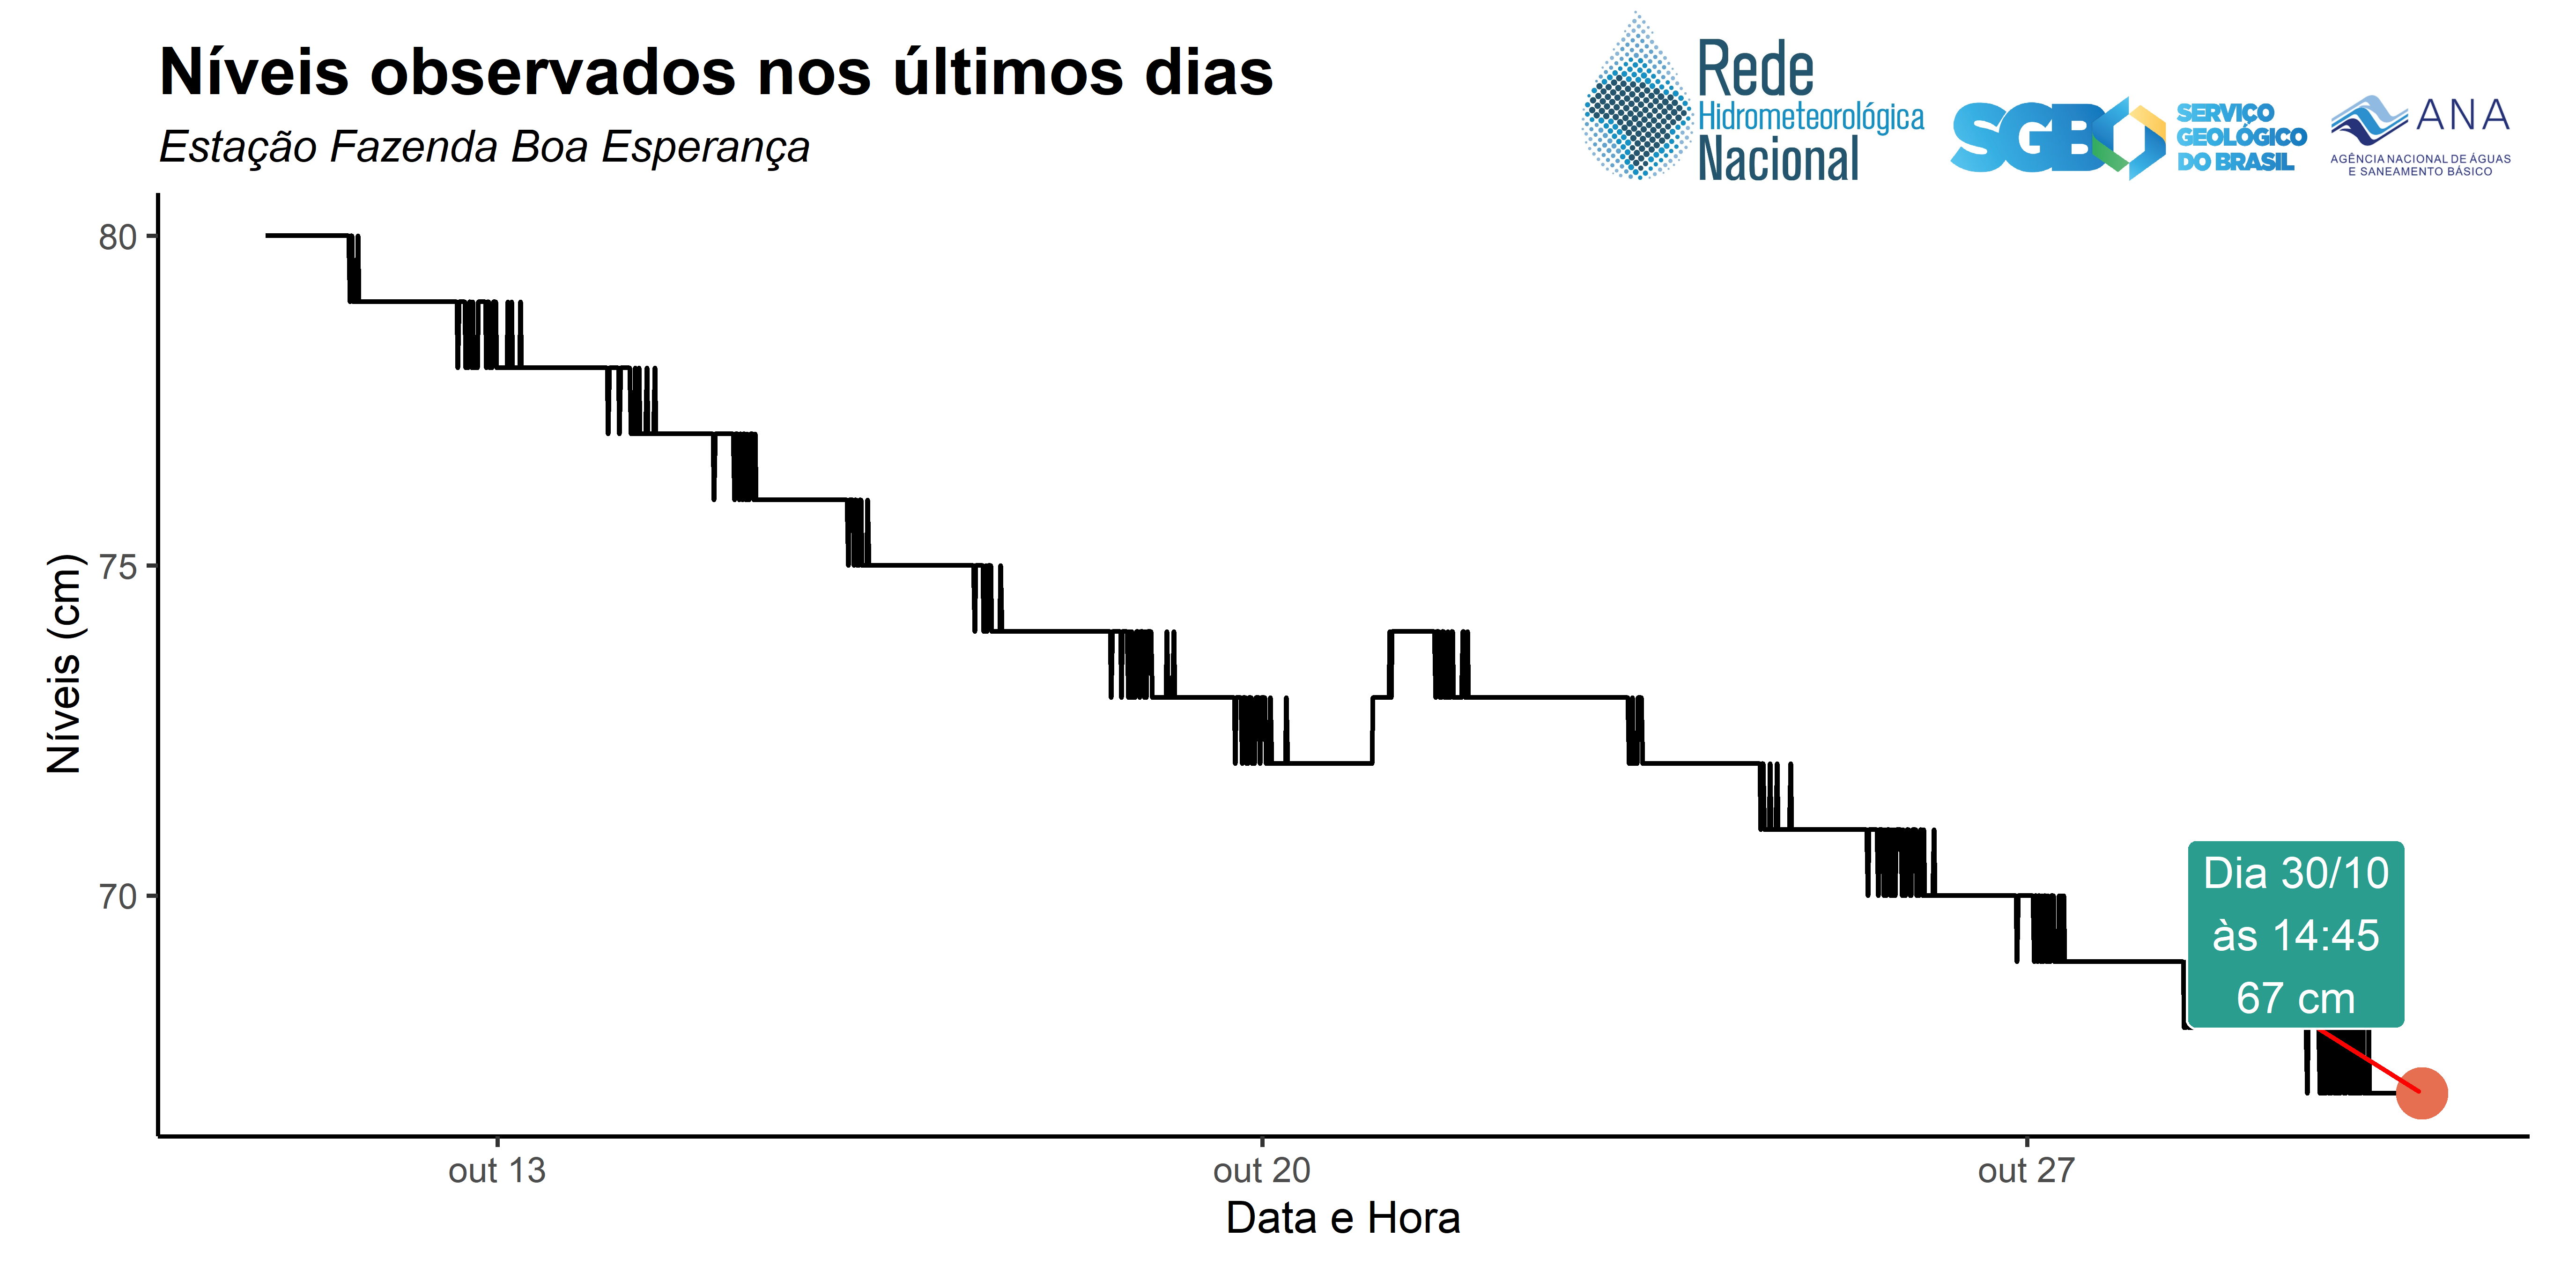 Níveis observados nos últimos dias
Estação Fazenda Boa Esperança
Rede
Hidrometeorológica
Nacional
SGB
SERVIÇO
GEOLÓGICO
DO BRASIL
ANA
AGÊNCIA NACIONAL DE ÁGUAS
E SANEAMENTO BÁSICO
Níveis (cm)
80
75
70
Dia 30/10
às 14:45
67 cm
out 13
out 20
out 27
Data e Hora